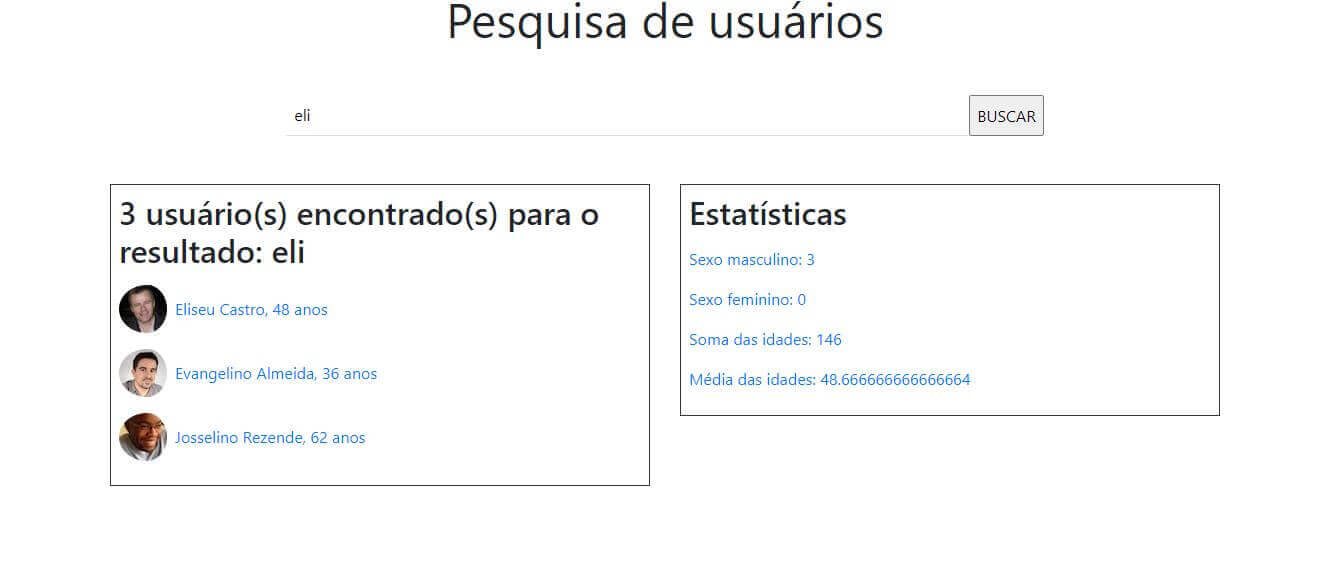 Pesquisa de usuários
eli
BUSCAR
3 usuário(s) encontrado(s) para o
resultado: eli
Eliseu Castro, 48 anos
Evangelino Almeida, 36 anos
Josselino Rezende, 62 anos
Estatísticas
Sexo masculino: 3
Sexo feminino: 0
Soma das idades: 146
Média das idades: 48.666666666666664